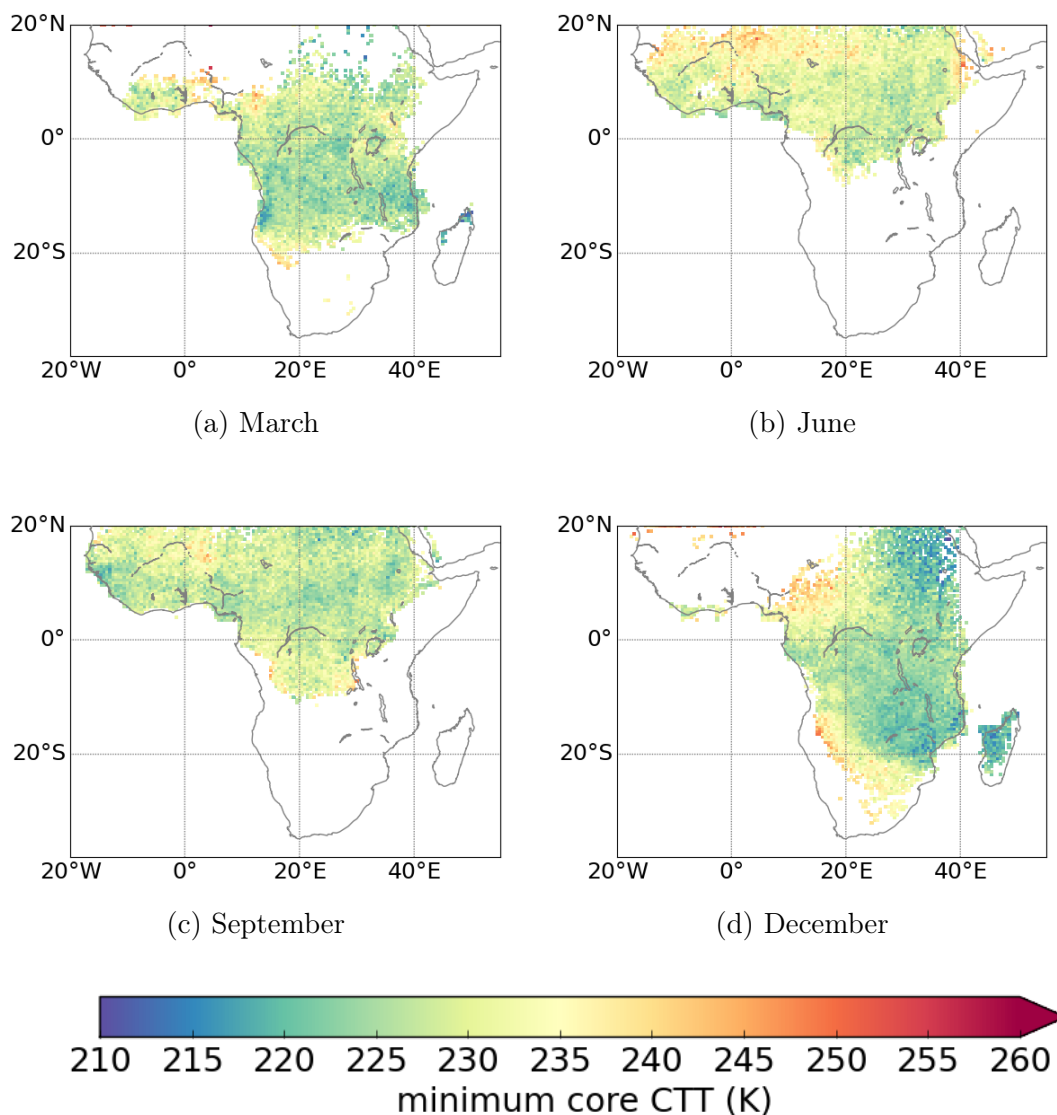 20°N
0°
20°S
20°W 0° 20°E 40°E
(a) March
20°N
0°
20°S
20°W 0° 20°E 40°E
(b) June
20°N
0°
20°S
20°W 0° 20°E 40°E
(c) September
20°N
0°
20°S
20°W 0° 20°E 40°E
(d) December
210 215 220 225 230 235 240 245 250 255 260
minimum core CTT (K)